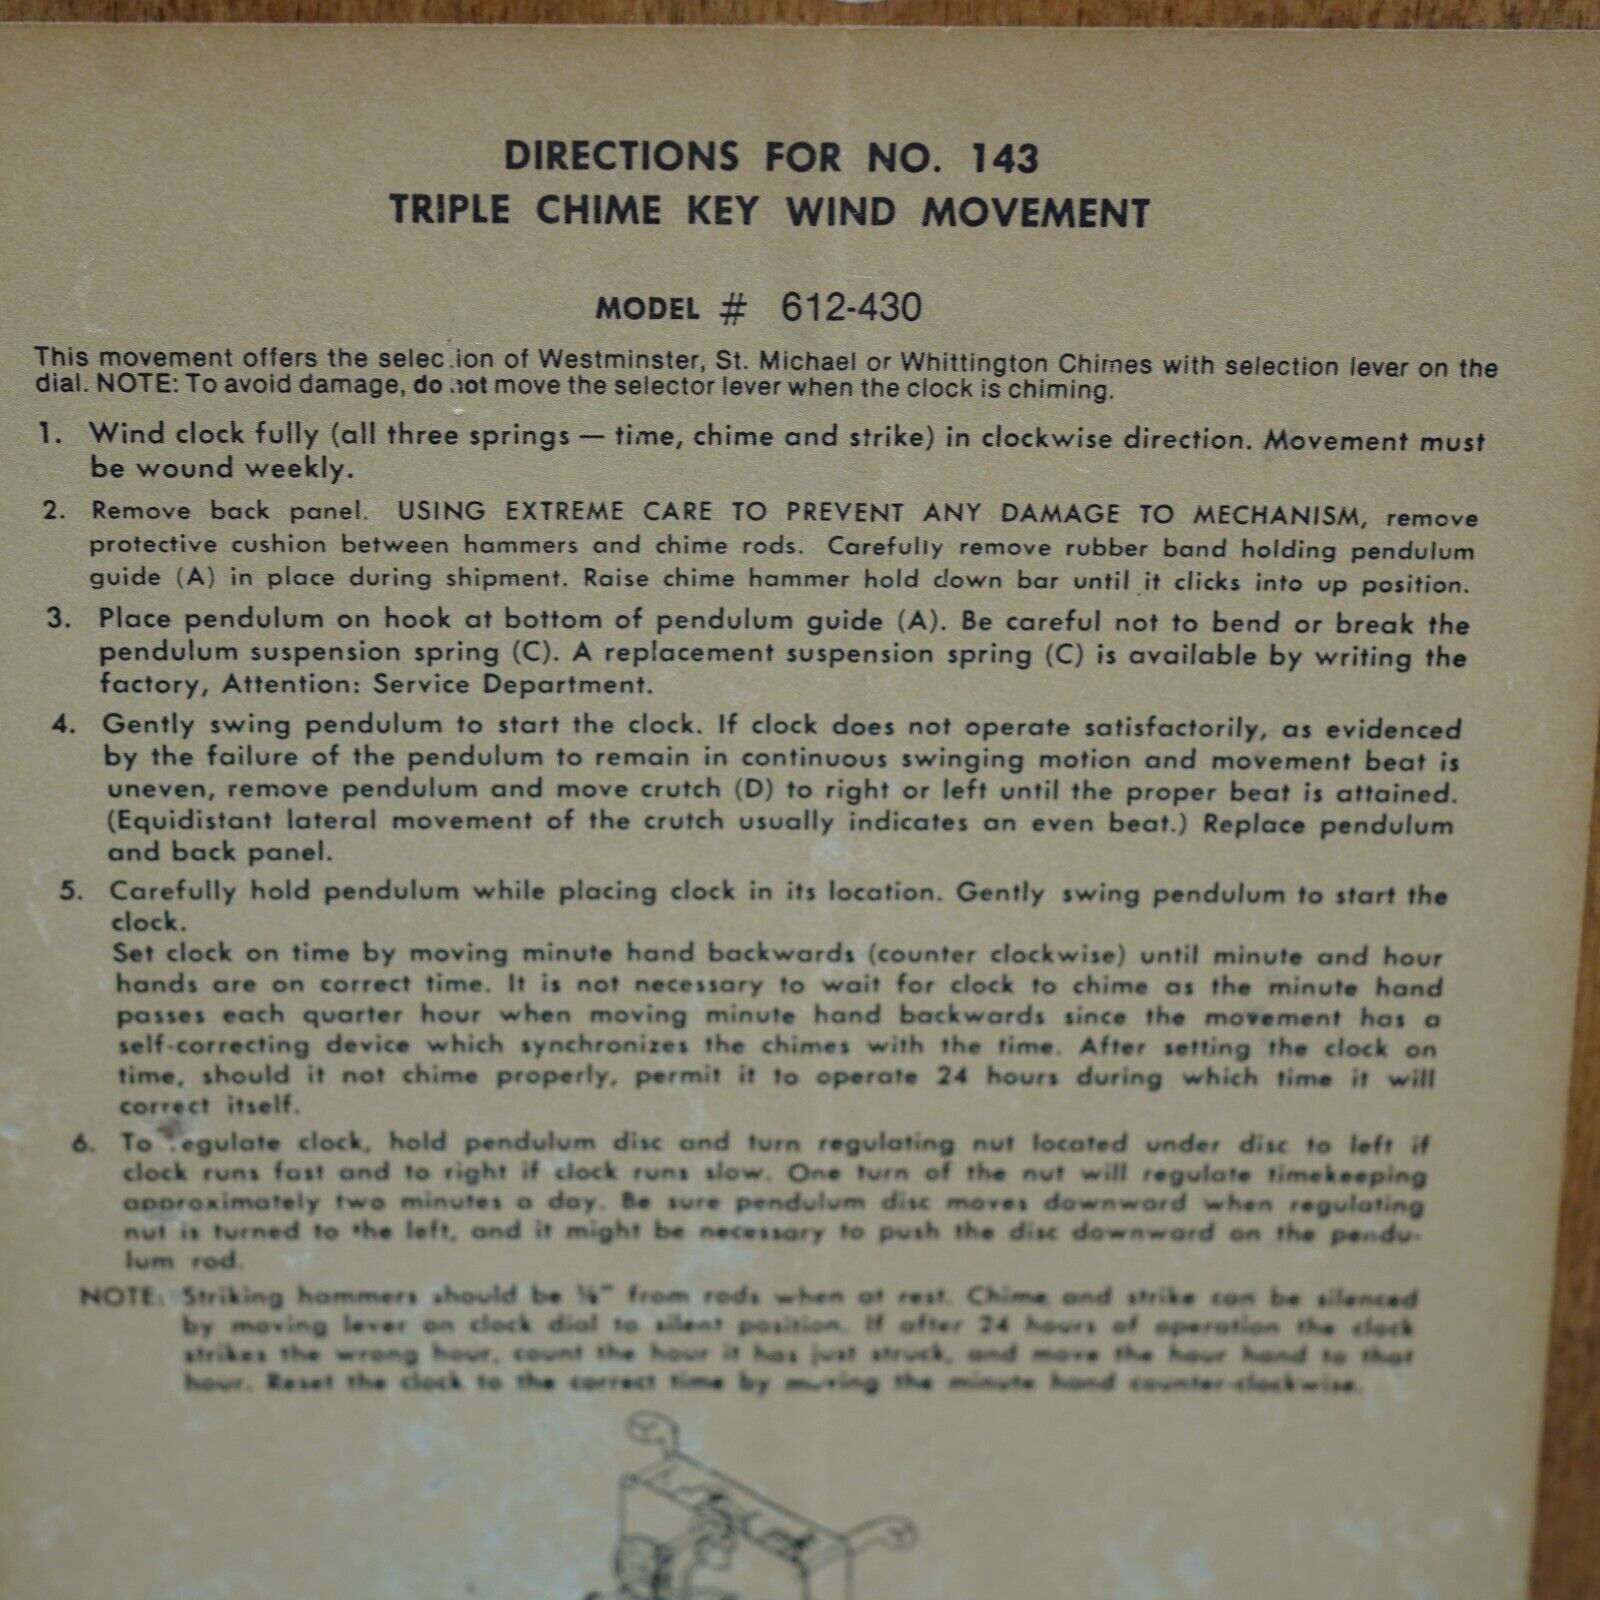 DIRECTIONS FOR NO. 143
TRIPLE CHIME KEY WIND MOVEMENT
MODEL # 612-430
This movement offers the selec ion of Westminster, St. Michael or Whittington Chimes with selection lever on the
dial. NOTE: To avoid damage, do not move the selector lever when the clock is chiming.
1. Wind clock fully (all three springs — time, chime and strike) in clockwise direction. Movement must
be wound weekly.
2. Remove back panel. USING EXTREME CARE TO PREVENT ANY DAMAGE TO MECHANISM, remove
protective cushion between hammers and chime rods. Carefully remove rubber band holding pendulum
guide (A) in place during shipment. Raise chime hammer hold down bar until it clicks into up position.
3. Place pendulum on hook at bottom of pendulum guide (A). Be careful not to bend or break the
pendulum suspension spring (C). A replacement suspension spring (C) is available by writing the
factory, Attention: Service Department.
4. Gently swing pendulum to start the clock. If clock does not operate satisfactorily, as evidenced
by the failure of the pendulum to remain in continuous swinging motion and movement beat is
uneven, remove pendulum and move crutch (D) to right or left until the proper beat is attained.
(Equidistant lateral movement of the crutch usually indicates an even beat.) Replace pendulum
and back panel.
5. Carefully hold pendulum while placing clock in its location. Gently swing pendulum to start the
clock.
Set clock on time by moving minute hand backwards (counter clockwise) until minute and hour
hands are on correct time. It is not necessary to wait for clock to chime as the minute hand
passes each quarter hour when moving minute hand backwards since the movement has a
self-correcting device which synchronizes the chimes with the time. After setting the clock on
time, should it not chime properly, permit it to operate 24 hours during which time it will
correct itself.
6. To egulate clock, hold pendulum disc and turn regulating nut located under disc to left if
clock runs fast and to right if clock runs slow. One turn of the nut will regulate timekeeping
approximately two minutes a day. Be sure pendulum disc moves downward when regulating
nut is turned to the left, and it might be necessary to push the disc downward on the pendu-
lum rod.
NOTE: Striking hammers should be from rods when at rest. Chime and strike can be silenced
by moving lever on clock dial to silent position. If after 24 hours of operation the clock
strikes the wrong hour, count the hour it has just struck, and move the hour hand to that
hour. Reset the clock to the correct time by moving the minute hand counter-clockwise.